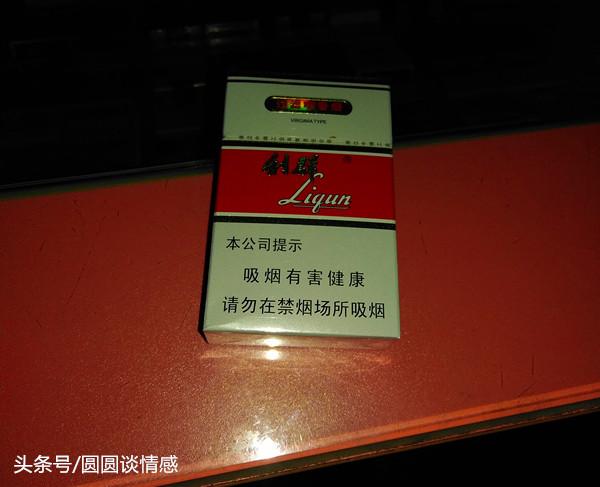 VIRGINIA TYPE
利群
Liqun
本公司提示
吸烟有害健康
请勿在禁烟场所吸烟
头条号/圆圆谈情感